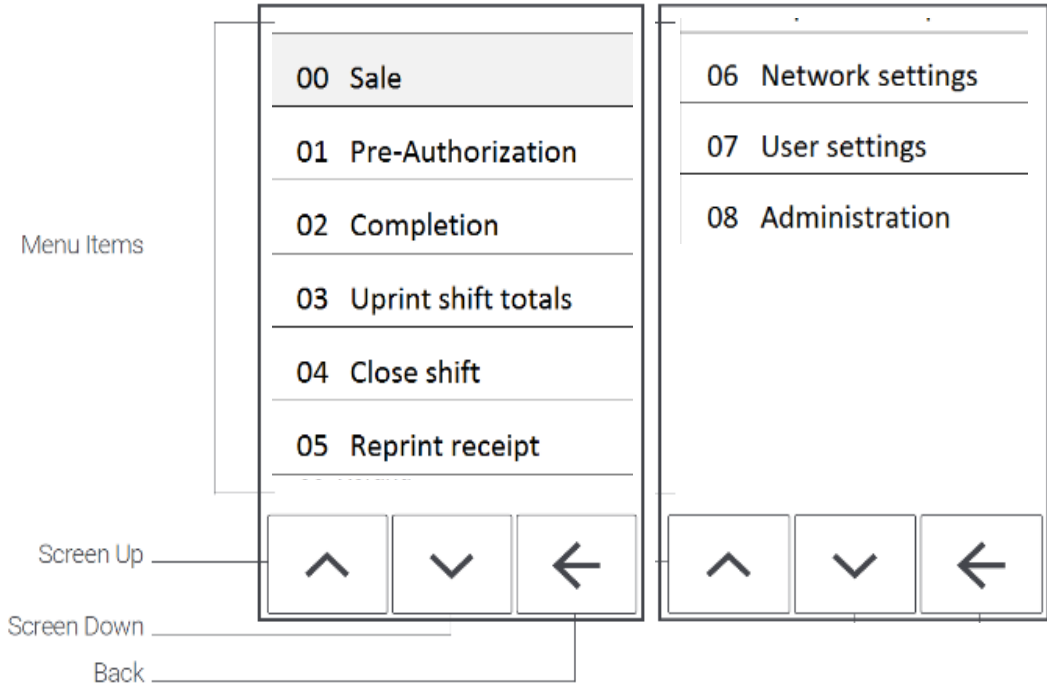 00 Sale
01 Pre-Authorization
02 Completion
03 Uprint shift totals
04 Close shift
05 Reprint receipt
06 Network settings
07 User settings
08 Administration
Menu Items
Screen Up
Screen Down
Back